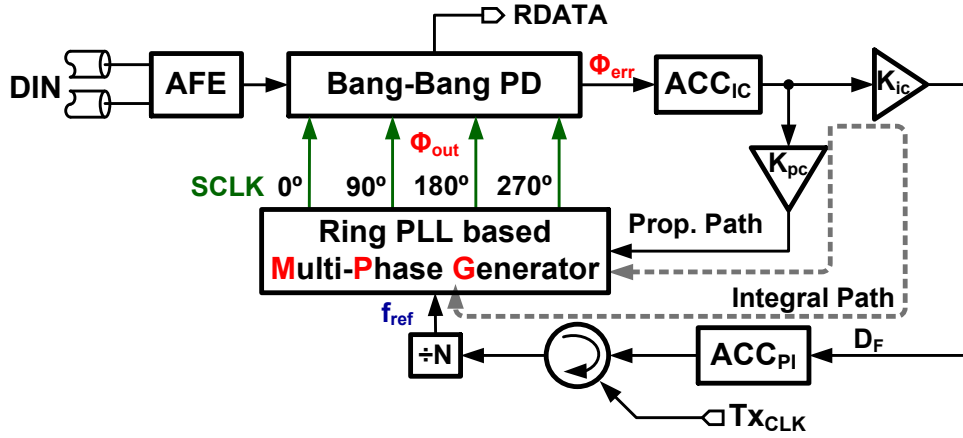 RDATA
DIN
AFE
Bang-Bang PD
Φerr
ACCIC
Kic
Φout
Kpc
SCLK 0º 90º 180º 270º
Ring PLL based
Multi-Phase Generator
Prop. Path
Integral Path
fref
÷N
ACCPI
DF
TxCLK